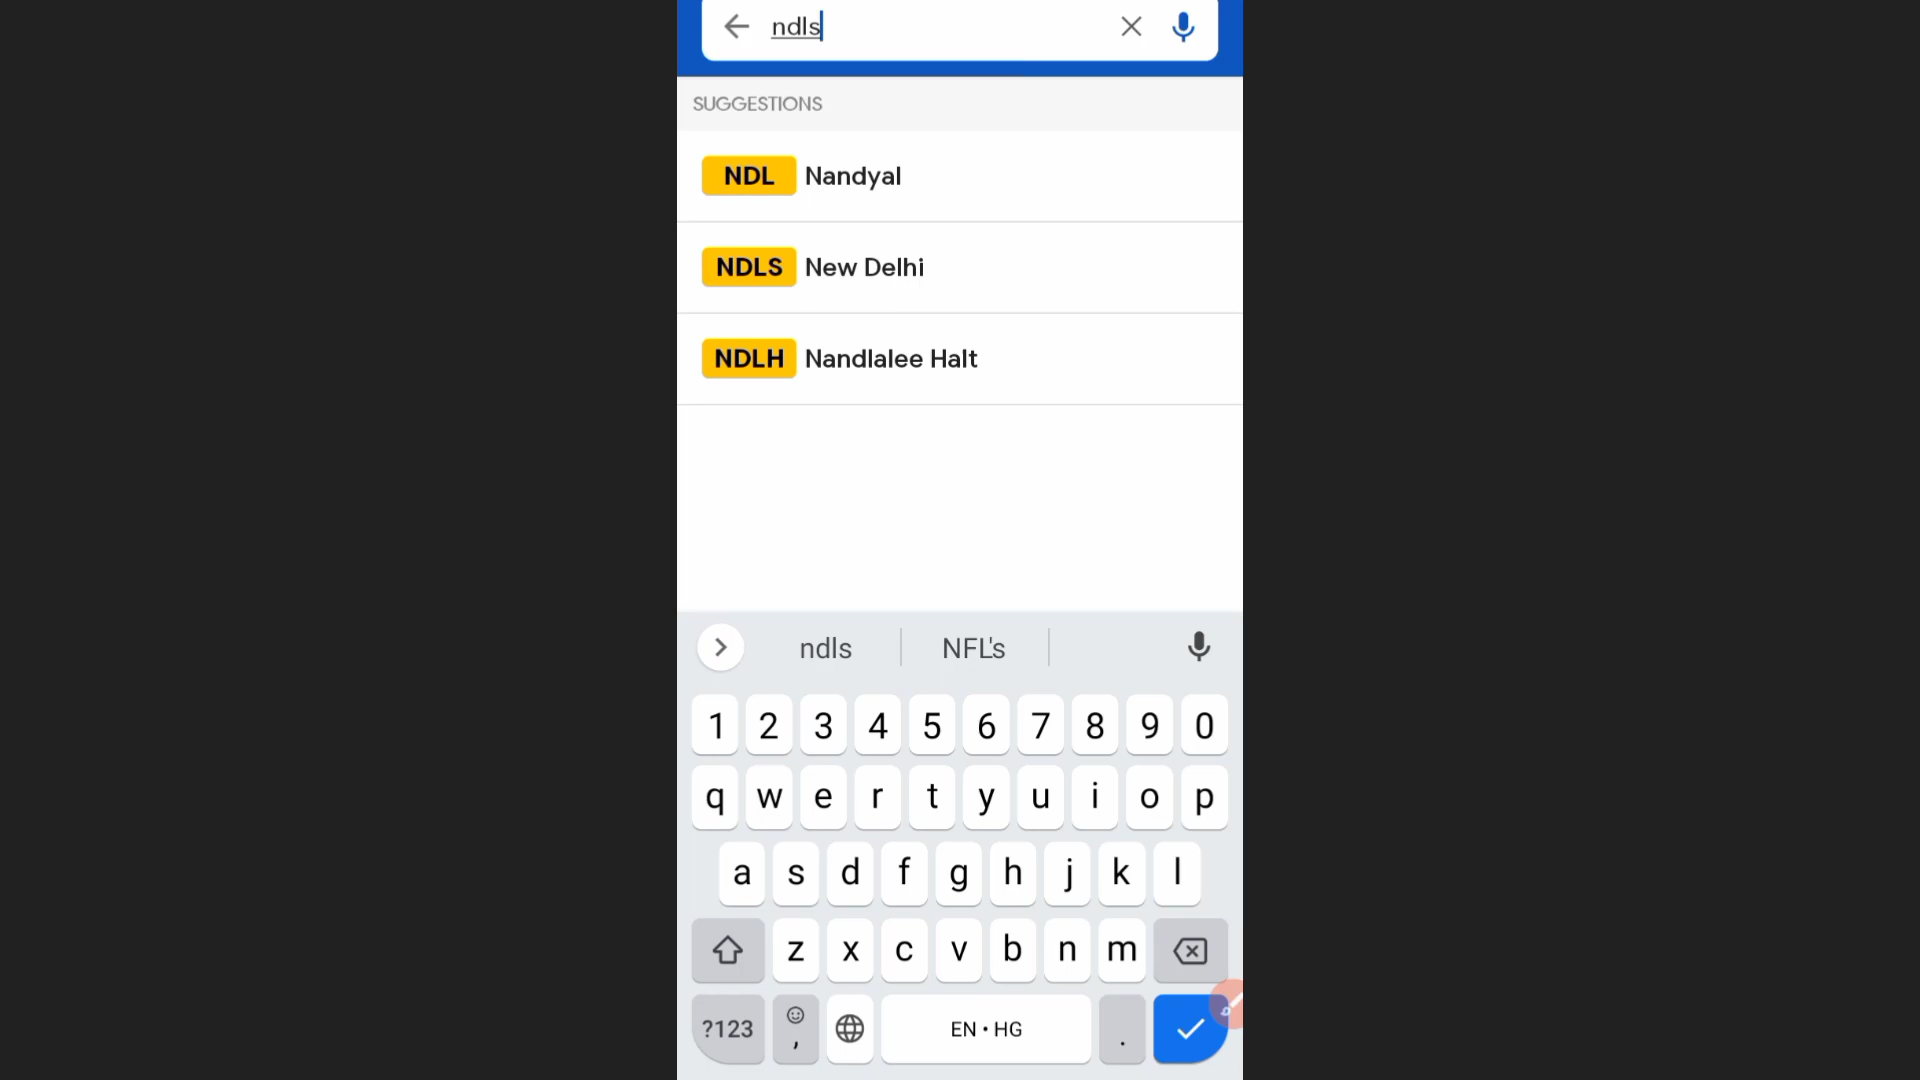 ndls
SUGGESTIONS
NDL Nandyal
NDLS New Delhi
NDLH Nandlalee Halt
ndls NFL's
1 2 3 4 5 6 7 8 9 0
q w e r t y u i o p
a s d f g h j k l
z x c v b n m
?123 , EN • HG .